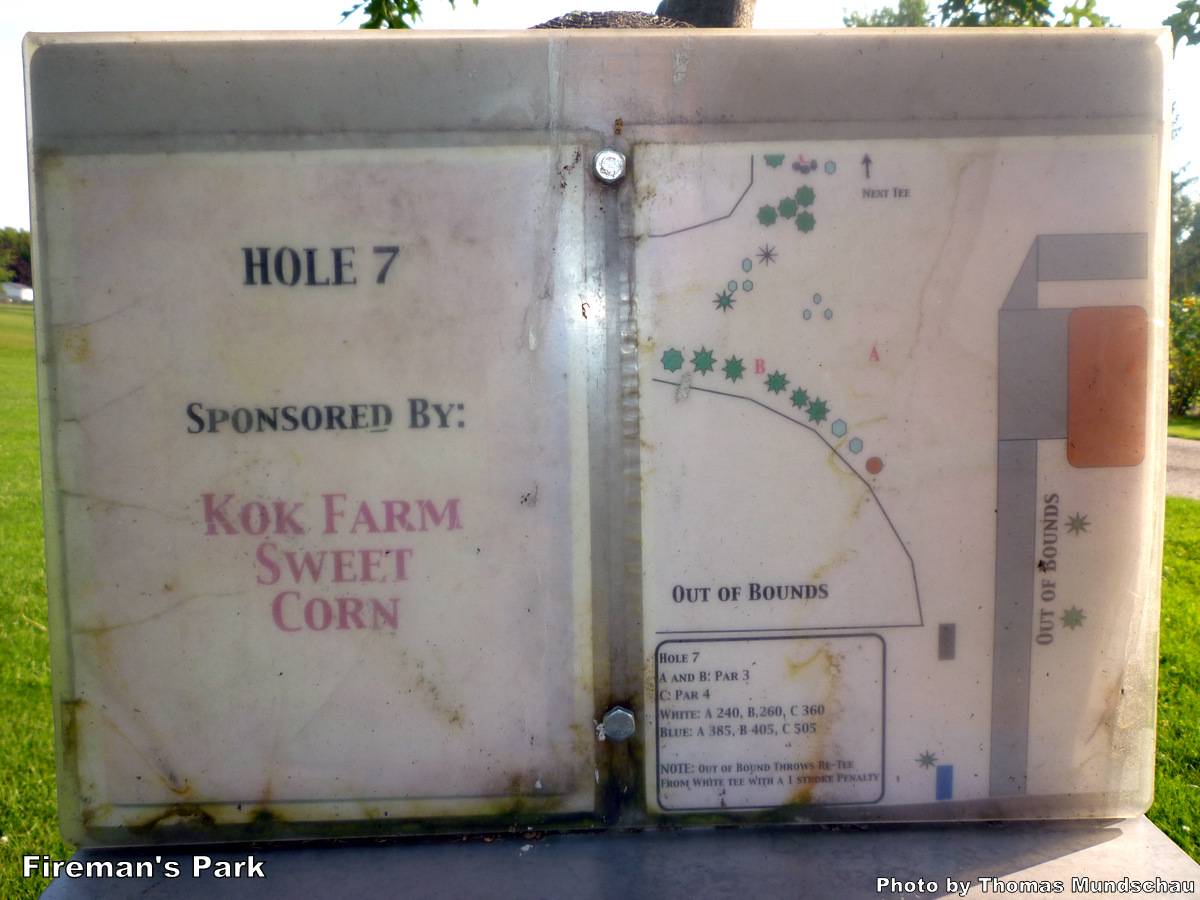 HOLE 7
SPONSORED BY:
KOK FARM
SWEET
CORN
NEXT TEE
A
B
OUT OF BOUNDS
OUT OF BOUNDS
HOLE 7
A AND B: PAR 3
C: PAR 4
WHITE: A 240, B,260, C 360
BLUE: A 385, B 405, C 505
NOTE: OUT OF BOUND THROWS RE-TEE
FROM WHITE TEE WITH A 1 STROKE PENALTY
Fireman's Park
Photo by Thomas Mundschau